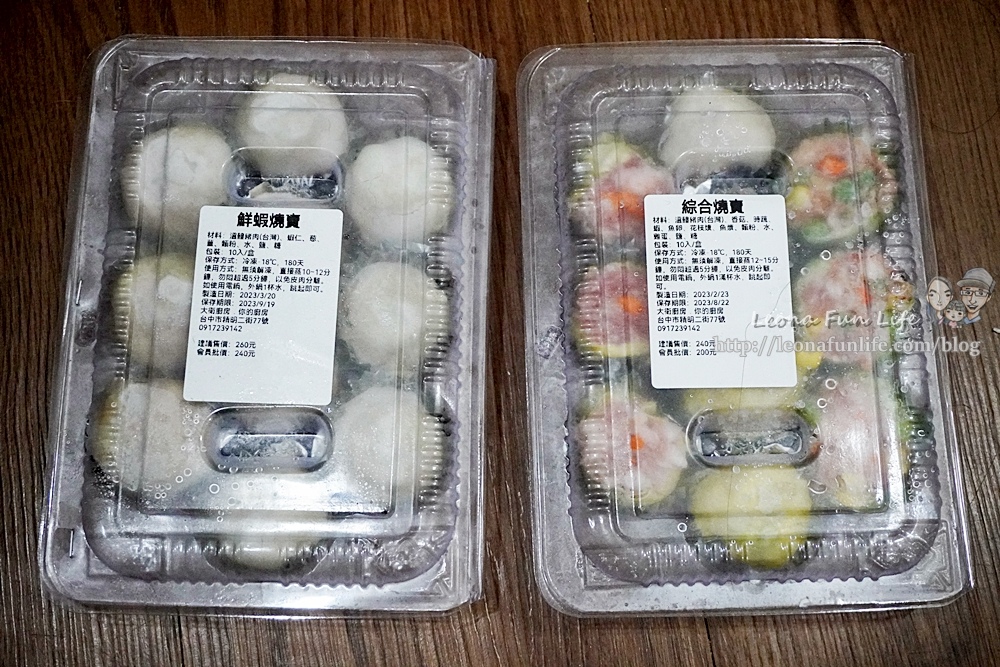 鮮蝦燒賣
材料: 溫體豬肉(台灣)、蝦仁、荸
薺、麵粉、水、鹽、糖
包裝: 10入/盒
保存方式: 冷凍-18℃, 180天
使用方式: 無須解凍, 直接蒸10-12分
鐘, 勿悶超過5分鐘, 以免皮肉分離。
如使用電鍋, 外鍋1杯水, 跳起即可。
製造日期: 2023/3/20
保存期限: 2023/9/19
大衛廚房, 你的廚房
台中市精明二街77號
0917239142
建議售價: 260元
會員批價: 240元
綜合燒賣
材料: 溫體豬肉(台灣)、香菇、時蔬、
蝦、魚卵、花枝漿、魚漿、麵粉、水、
雞蛋、鹽、糖
包裝: 10入/盒
保存方式: 冷凍-18℃, 180天
使用方式: 無須解凍, 直接蒸12-15分
鐘, 勿悶超過5分鐘, 以免皮肉分離。
如使用電鍋, 外鍋1滿杯水, 跳起即
可。
製造日期: 2023/2/23
保存期限: 2023/8/22
大衛廚房, 你的廚房
台中市精明二街77號
0917239142
建議售價: 240元
會員批價: 200元
Leona Fun Life
http://leonafunlife.com/blog